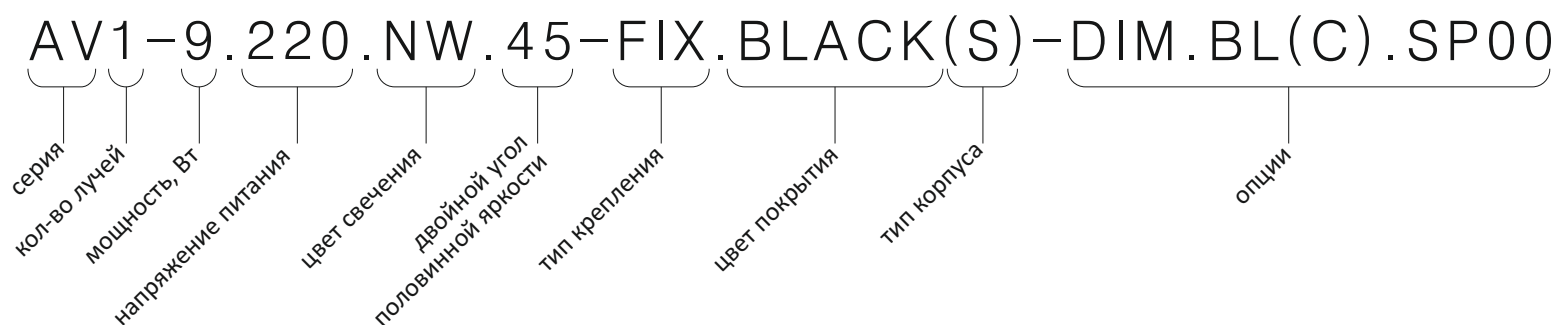 AV1-9.220.NW.45-FIX.BLACK(S)-DIM.BL(C).SP00
серия
кол-во лучей
мощность, Вт
напряжение питания
цвет свечения
двойной угол
половинной яркости
тип крепления
цвет покрытия
тип корпуса
опции